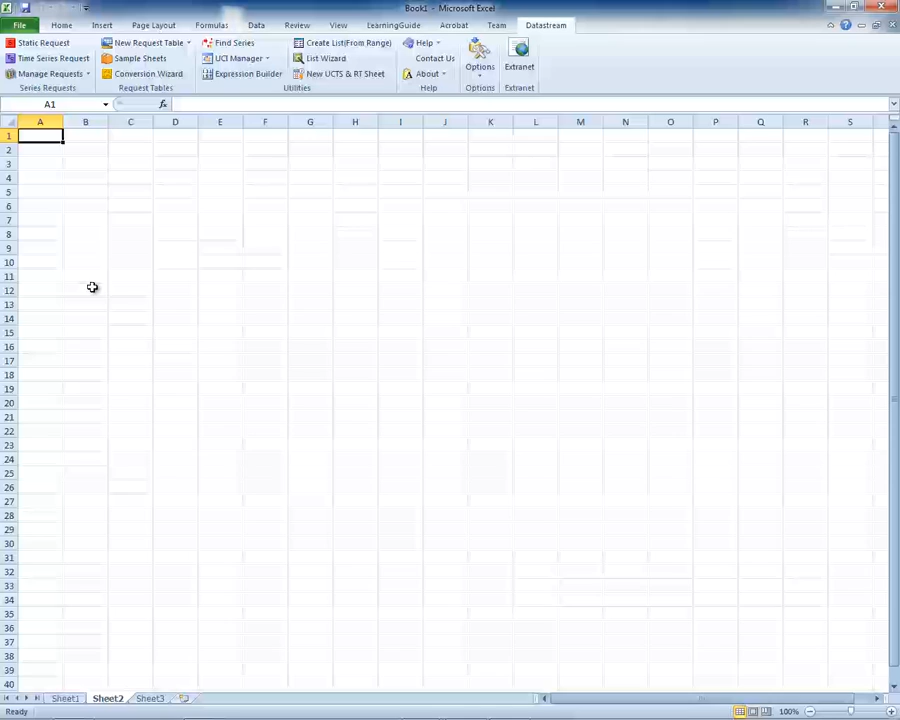 Book1 - Microsoft Excel
File Home Insert Page Layout Formulas Data Review View LearningGuide Acrobat Team Datastream
Static Request
Time Series Request
Manage Requests
Series Requests
New Request Table
Sample Sheets
Conversion Wizard
Request Tables
Find Series
UCI Manager
Expression Builder
Create List(From Range)
List Wizard
New UCTS & RT Sheet
Utilities
Help
Contact Us
About
Help
Options
Options
Extranet
Extranet
A1 fx
A B C D E F G H I J K L M N O P Q R S
1
2
3
4
5
6
7
8
9
10
11
12
13
14
15
16
17
18
19
20
21
22
23
24
25
26
27
28
29
30
31
32
33
34
35
36
37
38
39
40
Sheet1 Sheet2 Sheet3
Ready 100%